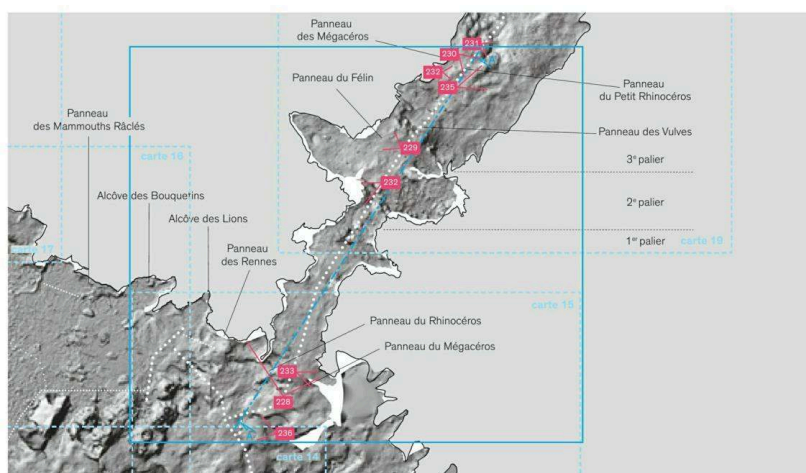 Panneau
des Mégacéros
230
231
232
235
Panneau du Félin
Panneau
du Petit Rhinocéros
Panneau
des Mammouths Râclés
Panneau des Vulves
229
carte 16
3e palier
232
Alcôve des Bouquetins
2e palier
Alcôve des Lions
Panneau
des Rennes
1er palier
carte 19
carte 17
carte 15
Panneau du Rhinocéros
Panneau du Mégacéros
233
228
236
carte 14